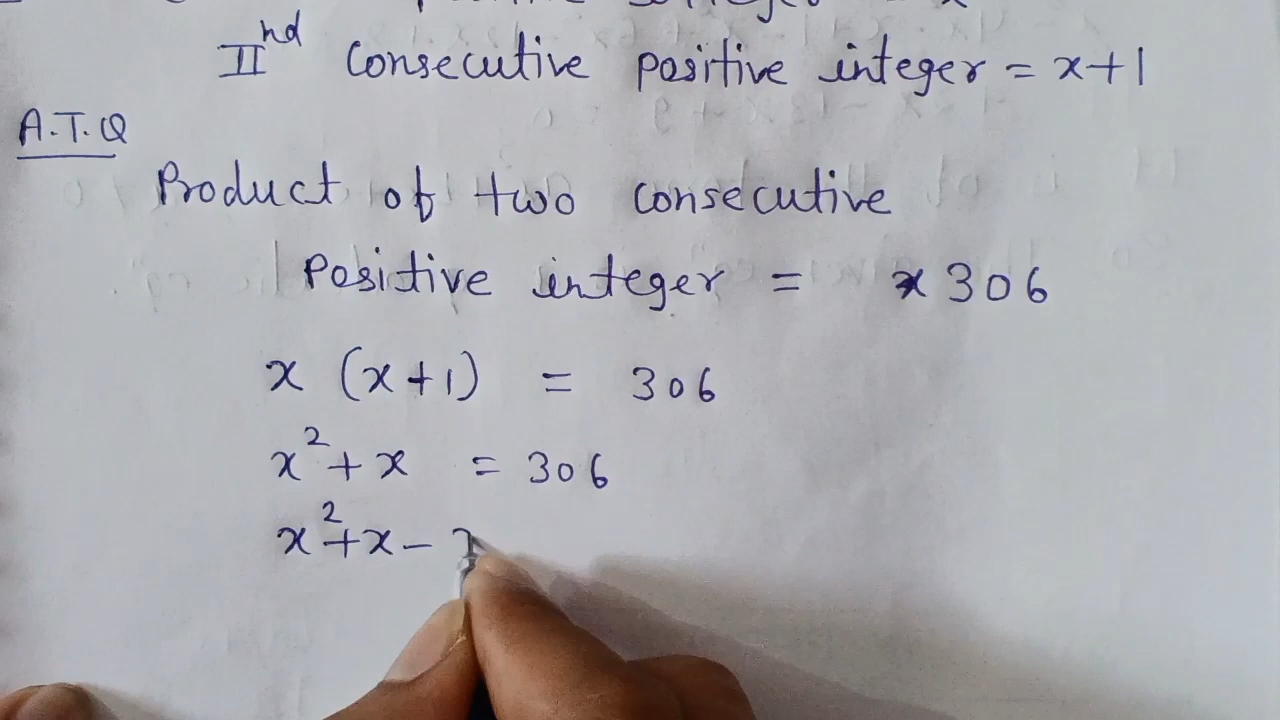 IInd consecutive positive integer = x+1
A.T.Q
Product of two consecutive
Positive integer = 306
x (x+1) = 306
x² + x = 306
x² + x -